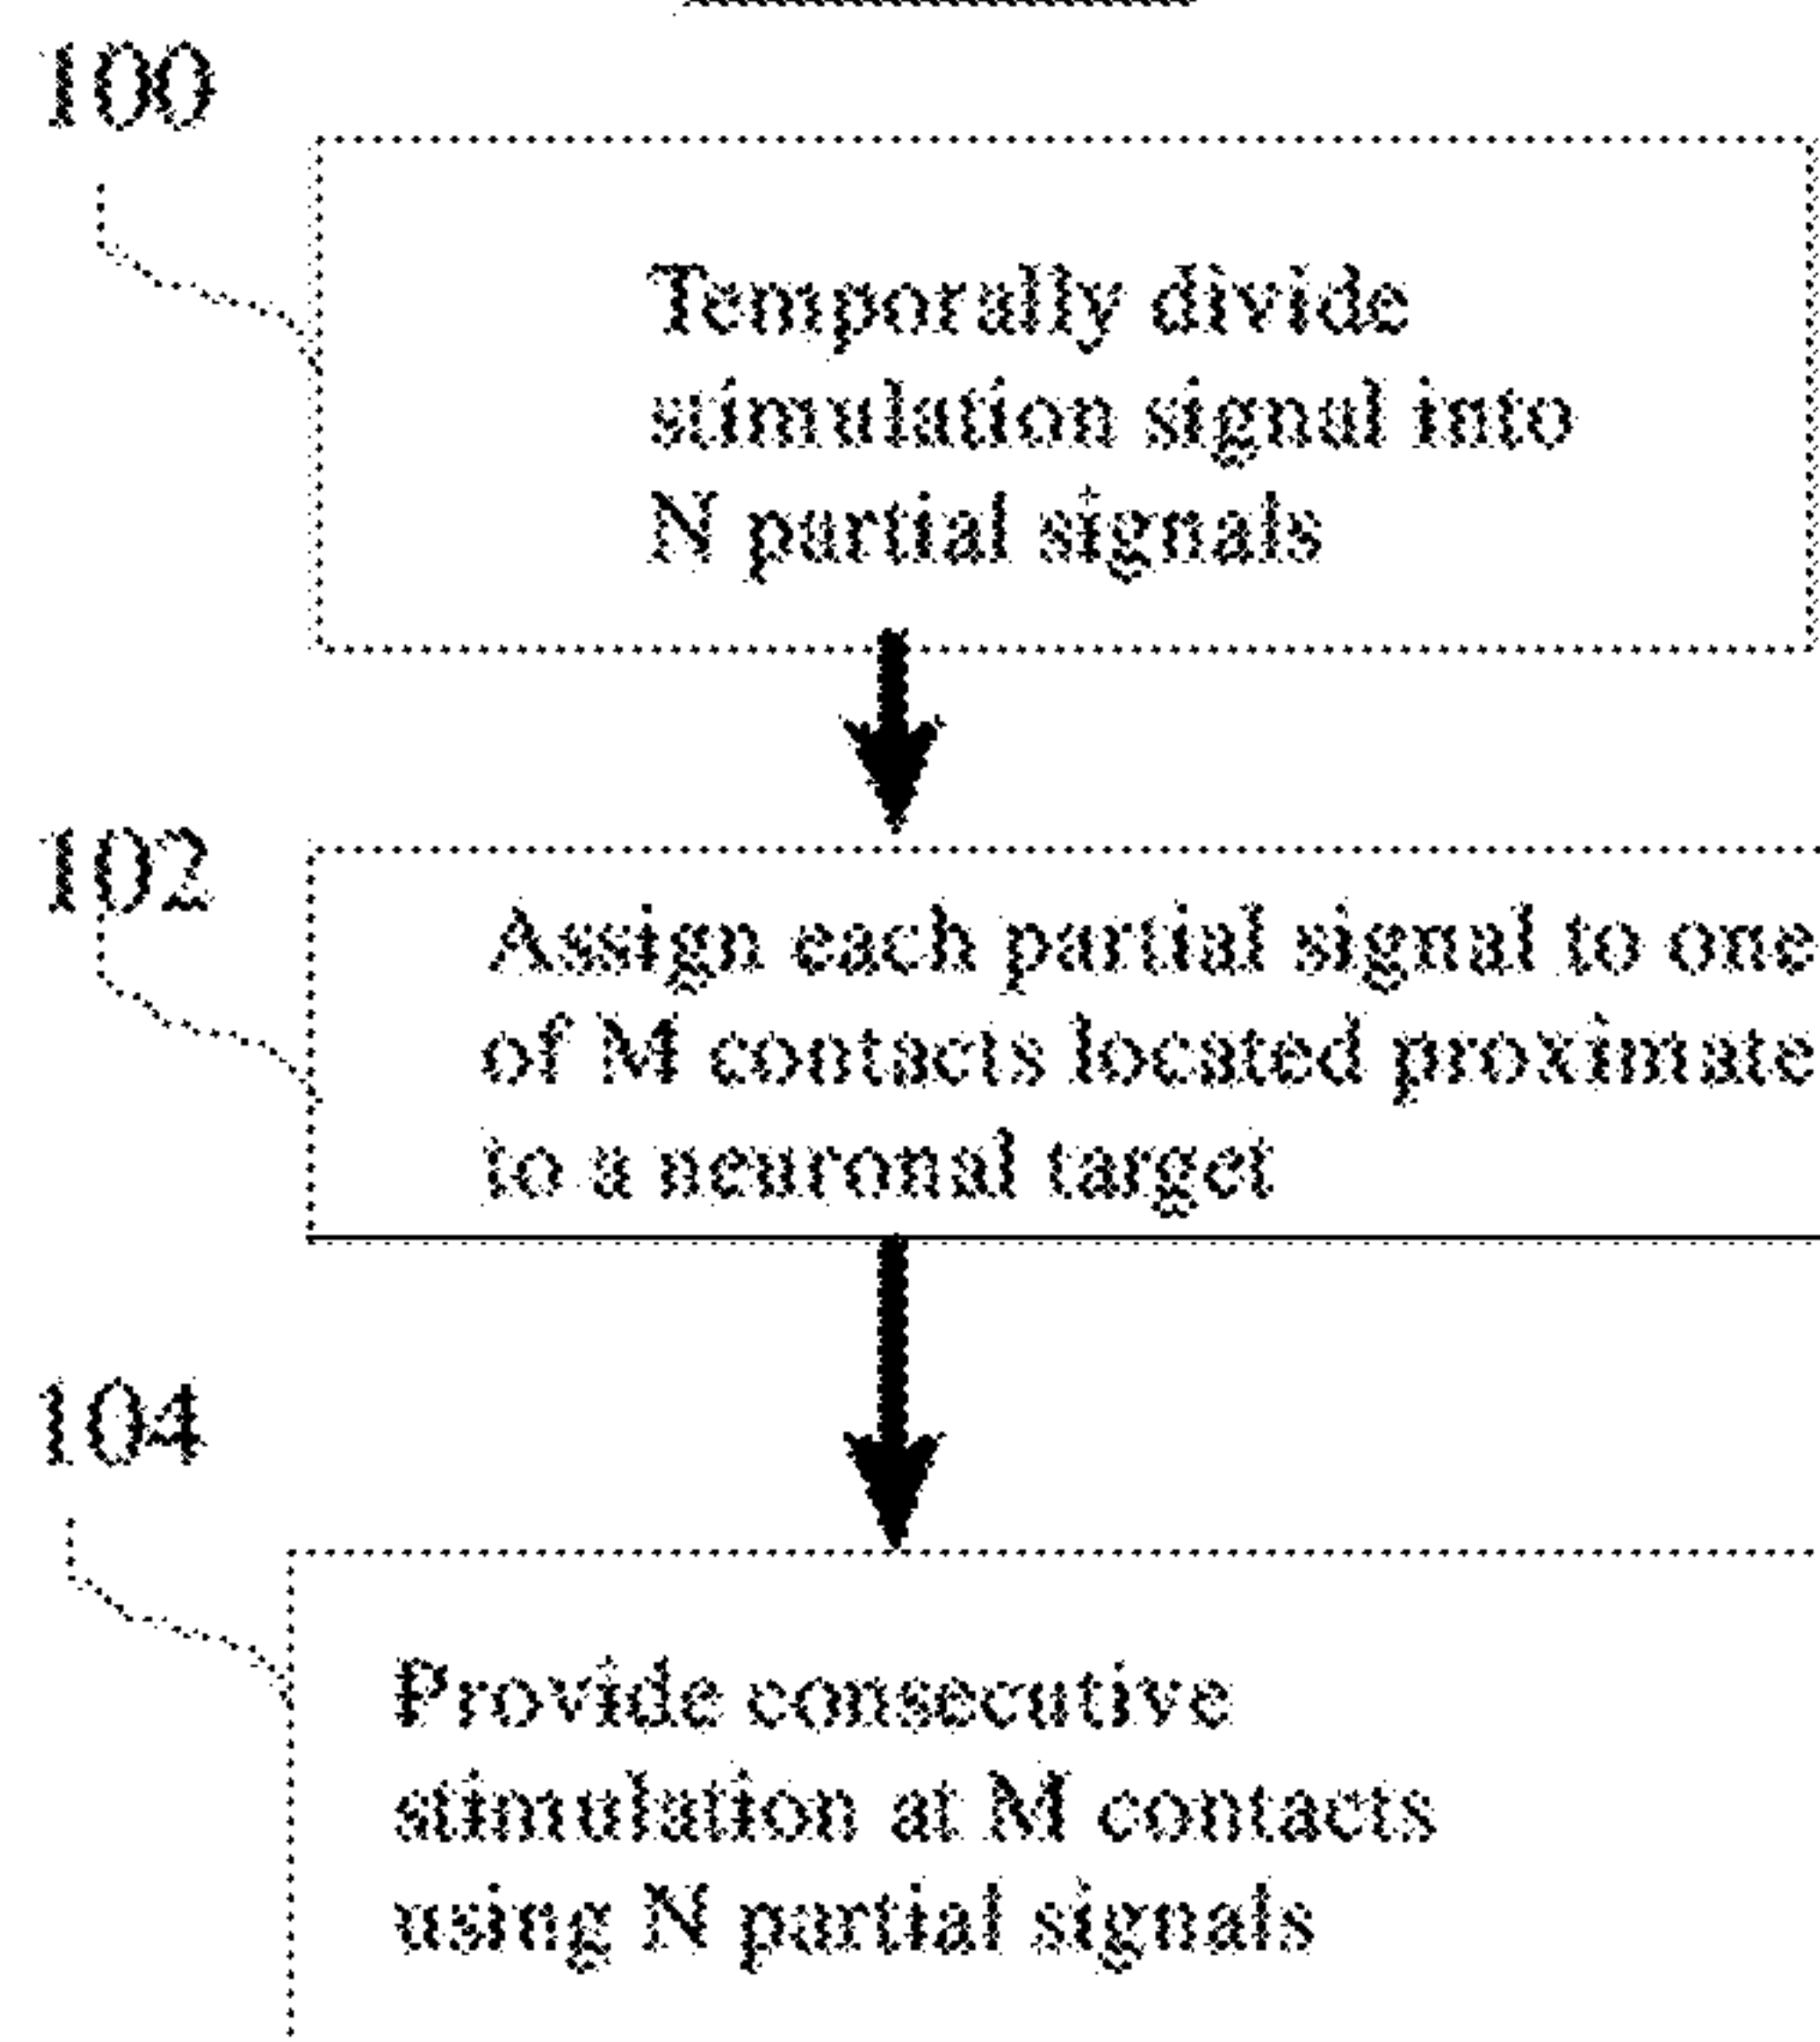 100
Temporally divide
stimulation signal into
N partial signals
102
Assign each partial signal to one
of M contacts located proximate
to a neuronal target
104
Provide consecutive
stimulation at M contacts
using N partial signals